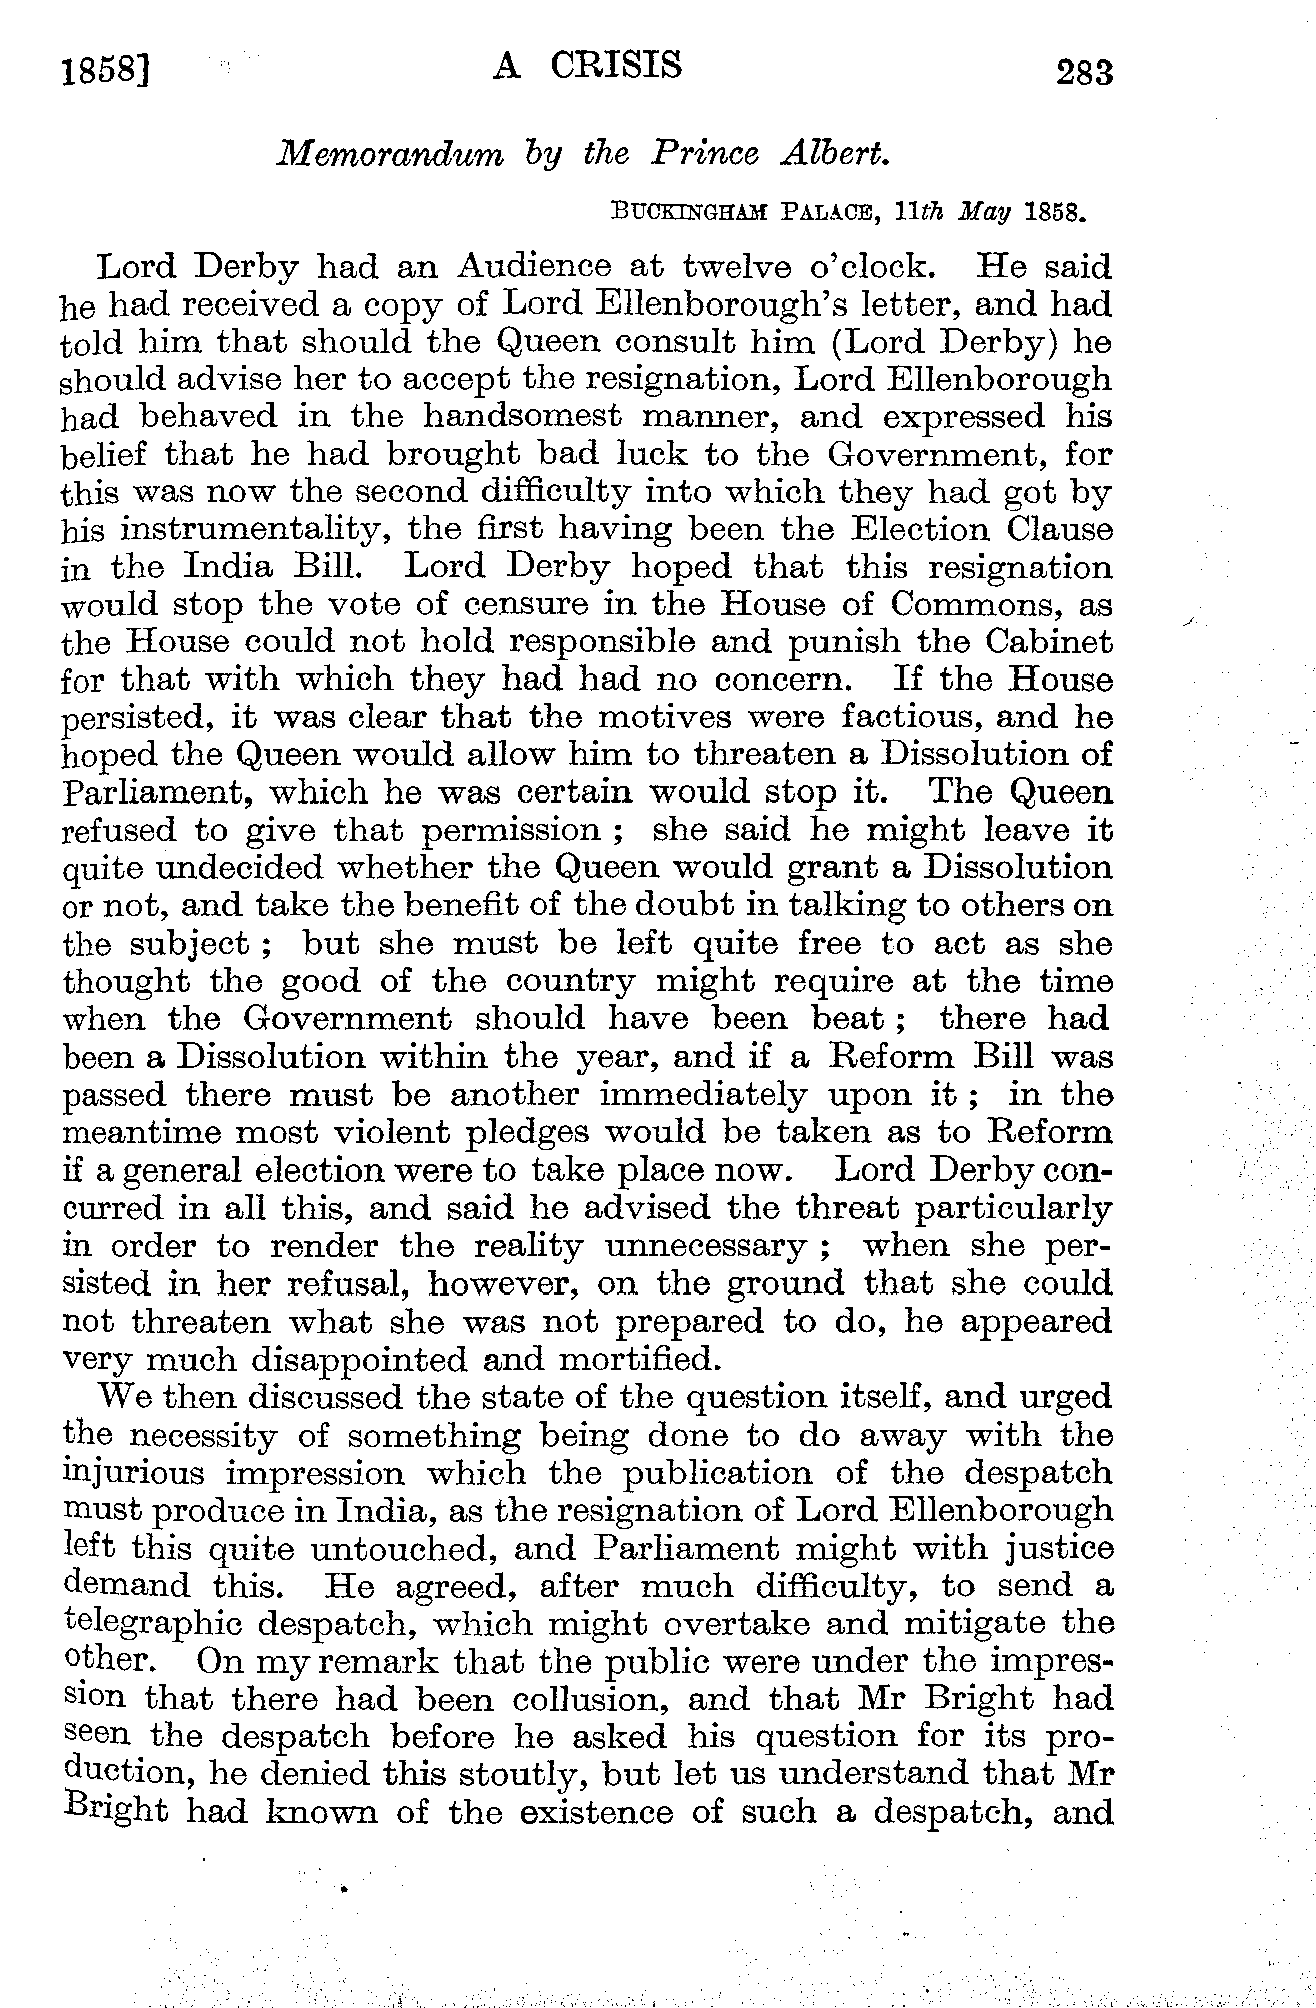 1858] A CRISIS 283
Memorandum by the Prince Albert.
BUCKINGHAM PALACE, 11th May 1858.
Lord Derby had an Audience at twelve o'clock. He said
he had received a copy of Lord Ellenborough's letter, and had
told him that should the Queen consult him (Lord Derby) he
should advise her to accept the resignation, Lord Ellenborough
had behaved in the handsomest manner, and expressed his
belief that he had brought bad luck to the Government, for
this was now the second difficulty into which they had got by
his instrumentality, the first having been the Election Clause
in the India Bill. Lord Derby hoped that this resignation
would stop the vote of censure in the House of Commons, as
the House could not hold responsible and punish the Cabinet
for that with which they had had no concern. If the House
persisted, it was clear that the motives were factious, and he
hoped the Queen would allow him to threaten a Dissolution of
Parliament, which he was certain would stop it. The Queen
refused to give that permission ; she said he might leave it
quite undecided whether the Queen would grant a Dissolution
or not, and take the benefit of the doubt in talking to others on
the subject ; but she must be left quite free to act as she
thought the good of the country might require at the time
when the Government should have been beat ; there had
been a Dissolution within the year, and if a Reform Bill was
passed there must be another immediately upon it ; in the
meantime most violent pledges would be taken as to Reform
if a general election were to take place now. Lord Derby con-
curred in all this, and said he advised the threat particularly
in order to render the reality unnecessary ; when she per-
sisted in her refusal, however, on the ground that she could
not threaten what she was not prepared to do, he appeared
very much disappointed and mortified.
We then discussed the state of the question itself, and urged
the necessity of something being done to do away with the
injurious impression which the publication of the despatch
must produce in India, as the resignation of Lord Ellenborough
left this quite untouched, and Parliament might with justice
demand this. He agreed, after much difficulty, to send a
telegraphic despatch, which might overtake and mitigate the
other. On my remark that the public were under the impres-
sion that there had been collusion, and that Mr Bright had
seen the despatch before he asked his question for its pro-
duction, he denied this stoutly, but let us understand that Mr
Bright had known of the existence of such a despatch, and